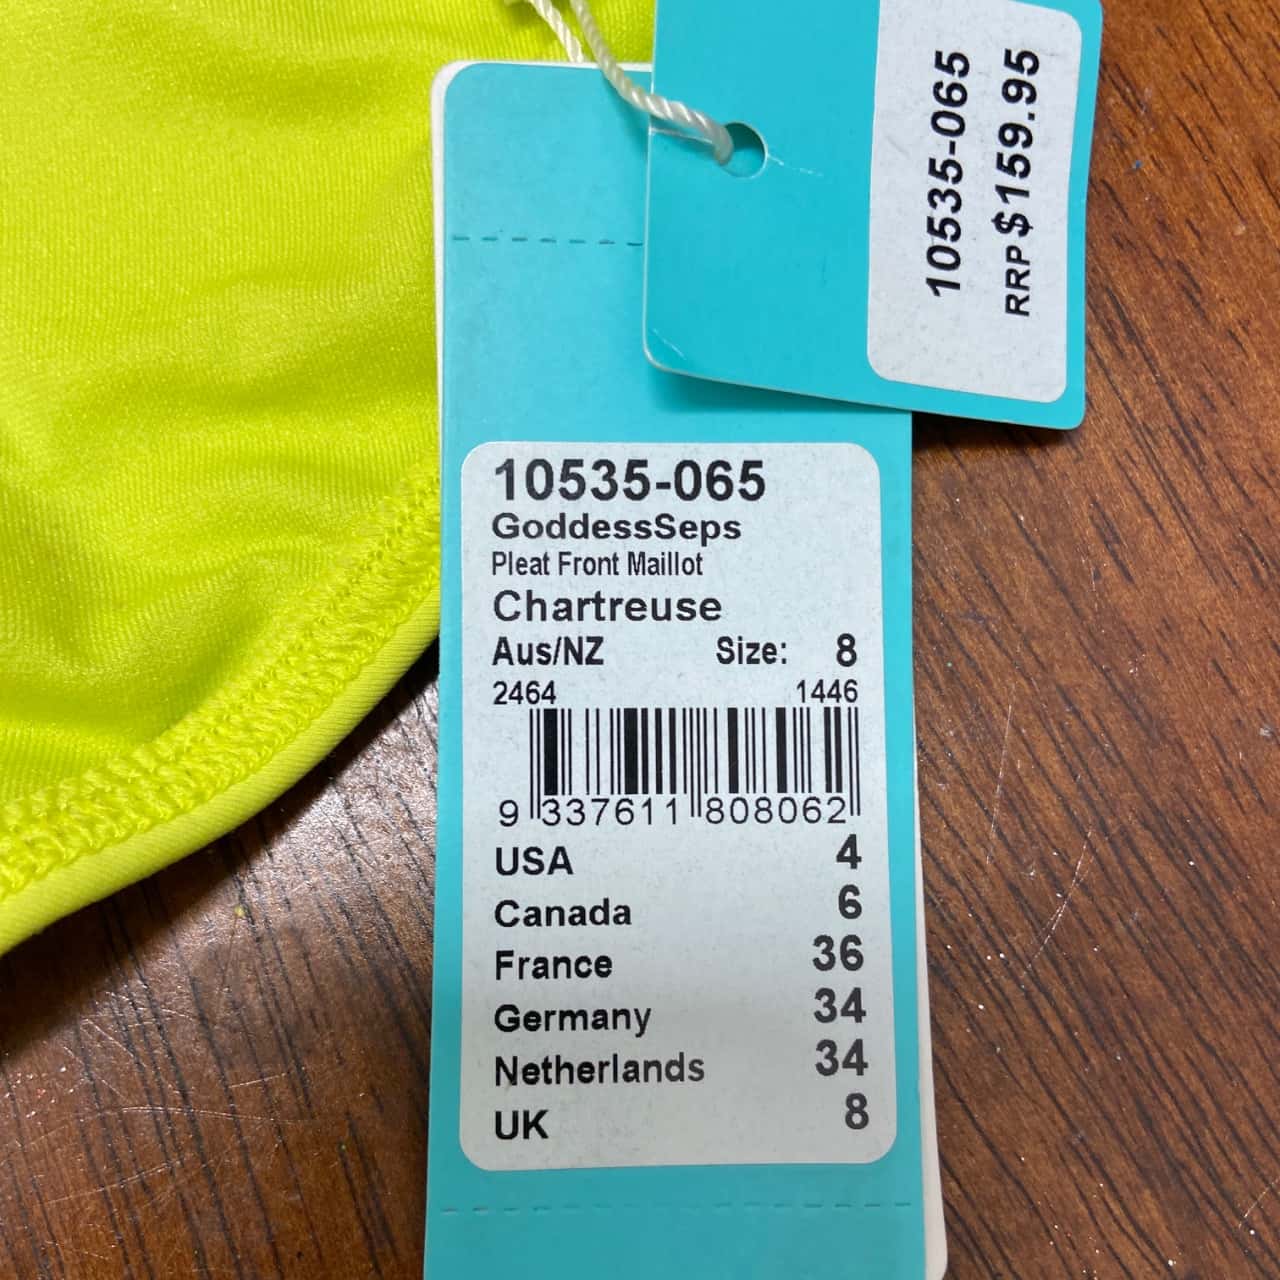 10535-065
RRP $159.95
10535-065
GoddessSeps
Pleat Front Maillot
Chartreuse
Aus/NZ Size: 8
2464 1446
9 337611 808062
USA 4
Canada 6
France 36
Germany 34
Netherlands 34
UK 8